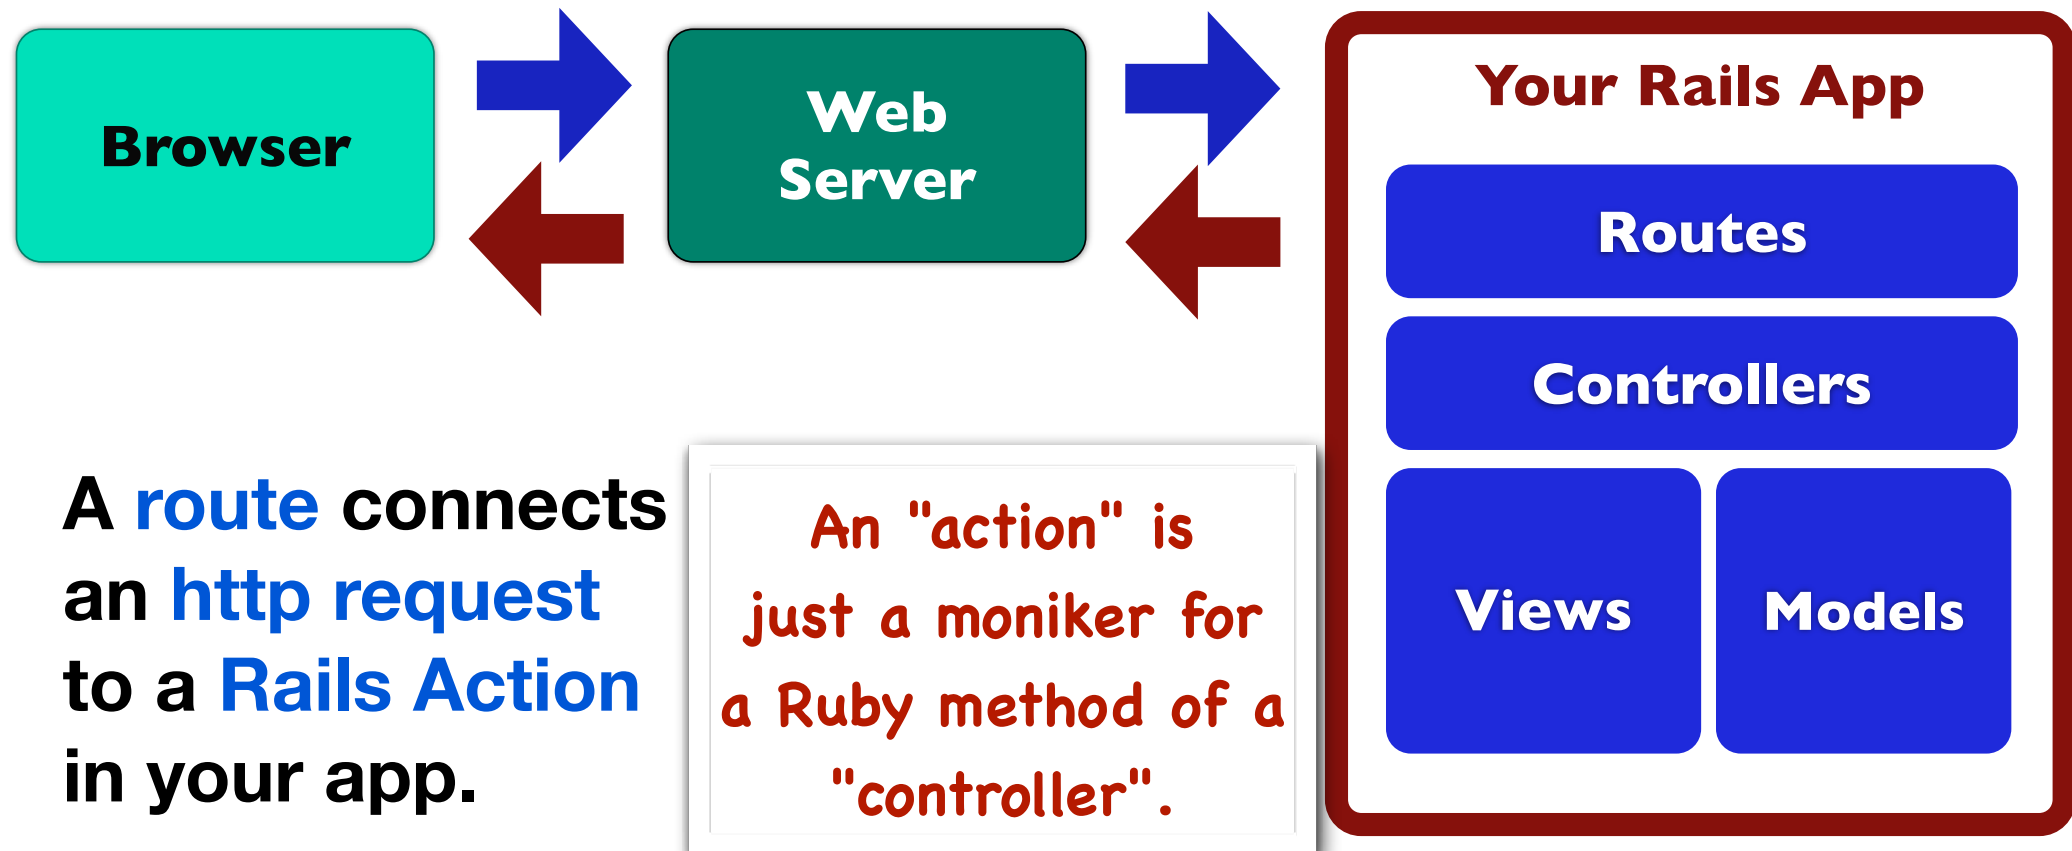 Browser
Web
Server
Your Rails App
Routes
Controllers
Views
Models
A route connects
an http request
to a Rails Action
in your app.
An "action" is
just a moniker for
a Ruby method of a
"controller".